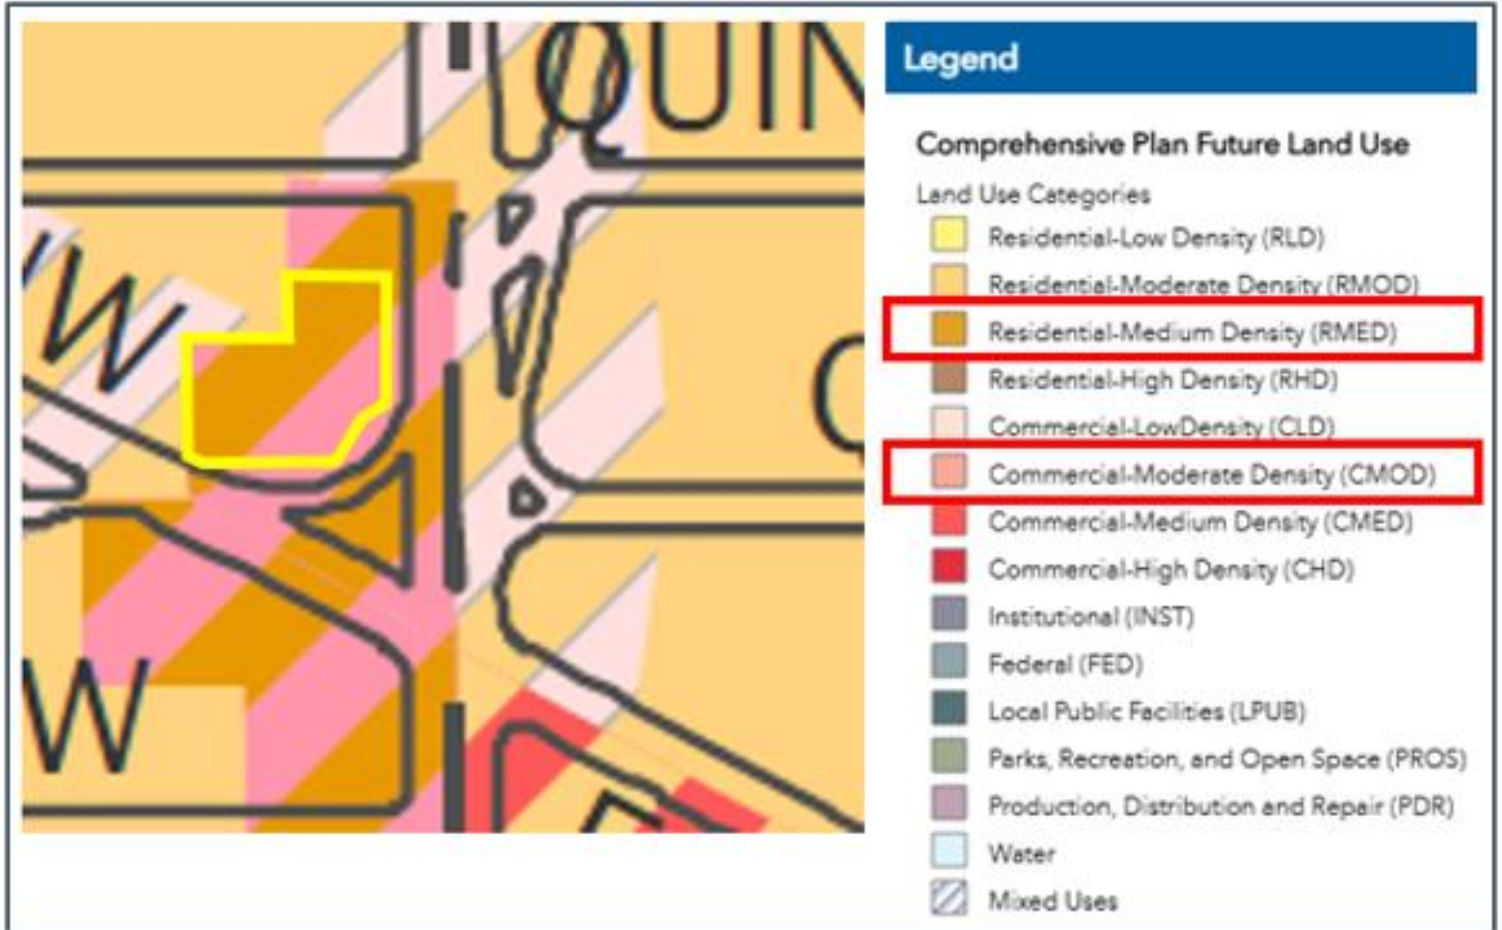 QUIN
Legend
Comprehensive Plan Future Land Use
Land Use Categories
Residential-Low Density (RLD)
Residential-Moderate Density (RMOD)
Residential-Medium Density (RMED)
Residential-High Density (RHD)
Commercial-LowDensity (CLD)
Commercial-Moderate Density (CMOD)
Commercial-Medium Density (CMED)
Commercial-High Density (CHD)
Institutional (INST)
Federal (FED)
Local Public Facilities (LPUB)
Parks, Recreation, and Open Space (PROS)
Production, Distribution and Repair (PDR)
Water
Mixed Uses
W
Q
W